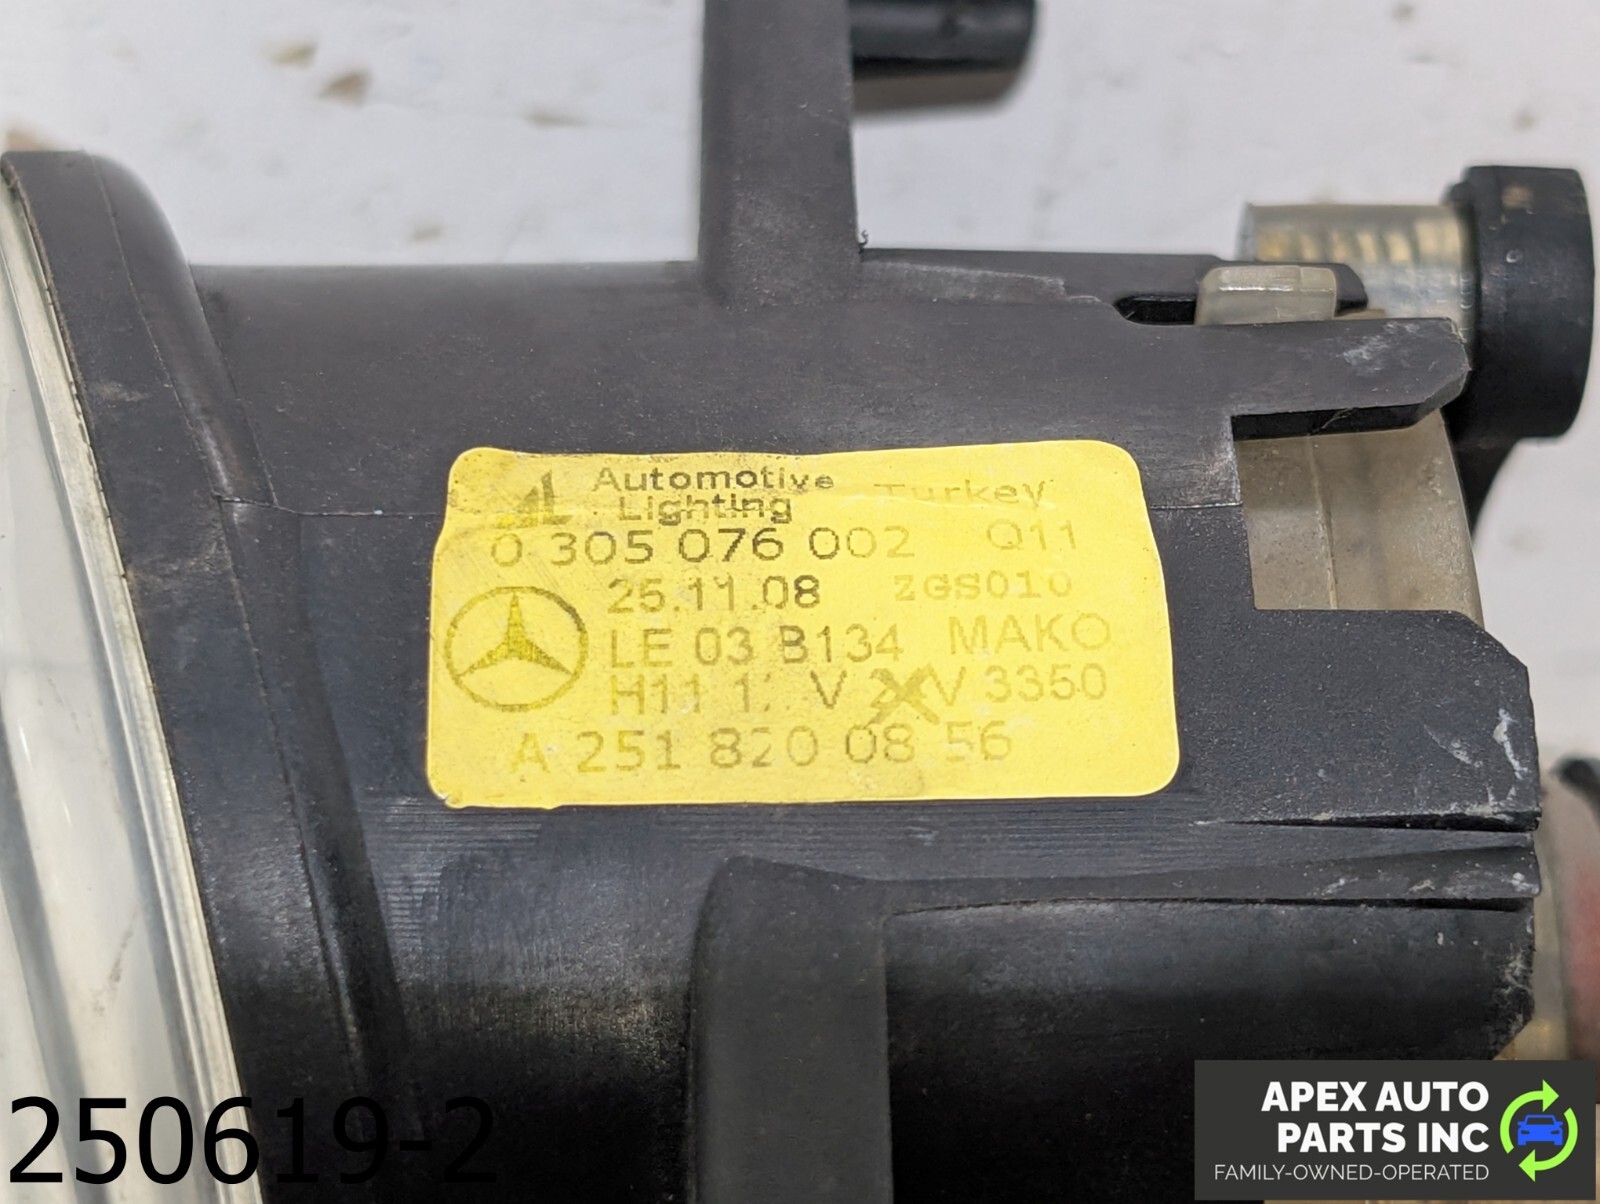 AL Automotive Lighting Turkey
0 305 076 002 Q11
25.11.08 ZGS010
LE 03 B134 MAKO
H11 V V 3350
A 251 820 08 56
250619-2
APEX AUTO
PARTS INC
FAMILY-OWNED-OPERATED